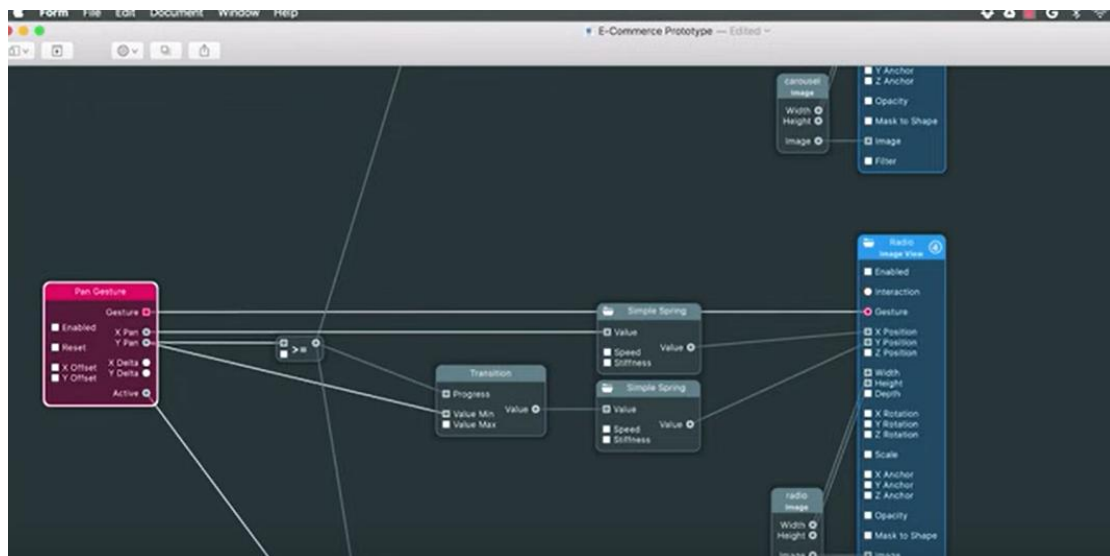 Form File Edit Document Window Help
E-Commerce Prototype — Edited
Y Anchor
Z Anchor
Opacity
Mask to Shape
Image
Filter
carousel
Image
Width
Height
Image
Pan Gesture
Gesture
Enabled
X Pan
Y Pan
Reset
X Delta
Y Delta
X Offset
Y Offset
Active
>=
Transition
Progress
Value Min
Value Max
Value
Simple Spring
Value
Value
Speed
Stiffness
Simple Spring
Value
Value
Speed
Stiffness
Radio
4
Image View
Enabled
Interaction
Gesture
X Position
Y Position
Z Position
Width
Height
Depth
X Rotation
Y Rotation
Z Rotation
Scale
X Anchor
Y Anchor
Z Anchor
Opacity
Mask to Shape
Image
radio
Image
Width
Height
Image